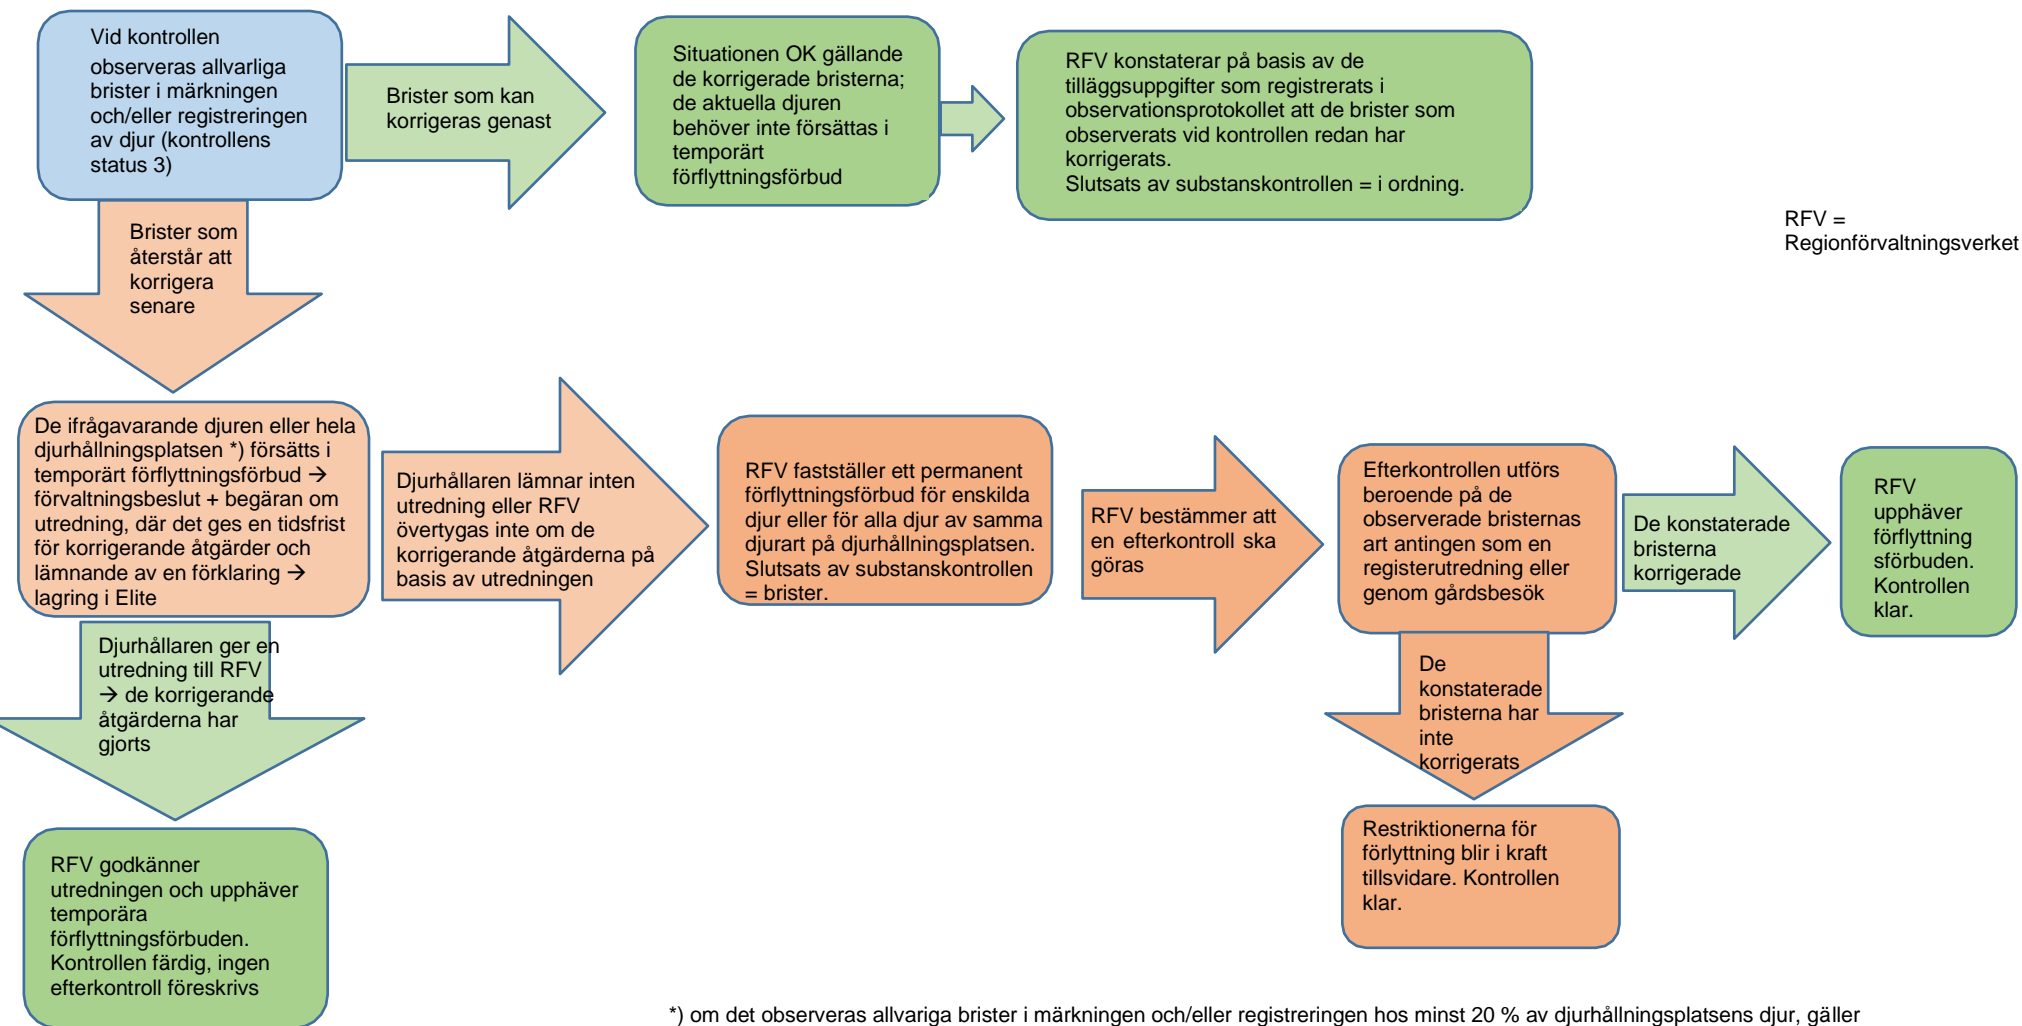 Vid kontrollen
observeras allvarliga
brister i märkningen
och/eller registreringen
av djur (kontrollens
status 3)
Brister som kan
korrigeras genast
Situationen OK gällande
de korrigerade bristerna;
de aktuella djuren
behöver inte försättas i
temporärt
förflyttningsförbud
RFV konstaterar på basis av de
tilläggsuppgifter som registrerats i
observationsprotokollet att de brister som
observerats vid kontrollen redan har
korrigerats.
Slutsats av substanskontrollen = i ordning.
RFV =
Regionförvaltningsverket
Brister som
återstår att
korrigera
senare
De ifrågavarande djuren eller hela
djurhållningsplatsen *) försätts i
temporärt förflyttningsförbud →
förvaltningsbeslut + begäran om
utredning, där det ges en tidsfrist
för korrigerande åtgärder och
lämnande av en förklaring →
lagring i Elite
Djurhållaren lämnar inten
utredning eller RFV
övertygas inte om de
korrigerande åtgärderna på
basis av utredningen
RFV fastställer ett permanent
förflyttningsförbud för enskilda
djur eller för alla djur av samma
djurart på djurhållningsplatsen.
Slutsats av substanskontrollen
= brister.
RFV bestämmer att
en efterkontroll ska
göras
Efterkontrollen utförs
beroende på de
observerade bristernas
art antingen som en
registerutredning eller
genom gårdsbesök
De konstaterade
bristerna
korrigerade
RFV
upphäver
förflyttning
sförbuden.
Kontrollen
klar.
Djurhållaren ger en
utredning till RFV
→ de korrigerande
åtgärderna har
gjorts
De
konstaterade
bristerna har
inte
korrigerats
RFV godkänner
utredningen och upphäver
temporära
förflyttningsförbuden.
Kontrollen färdig, ingen
efterkontroll föreskrivs
Restriktionerna för
förlyttning blir i kraft
tillsvidare. Kontrollen
klar.
*) om det observeras allvariga brister i märkningen och/eller registreringen hos minst 20 % av djurhållningsplatsens djur, gäller